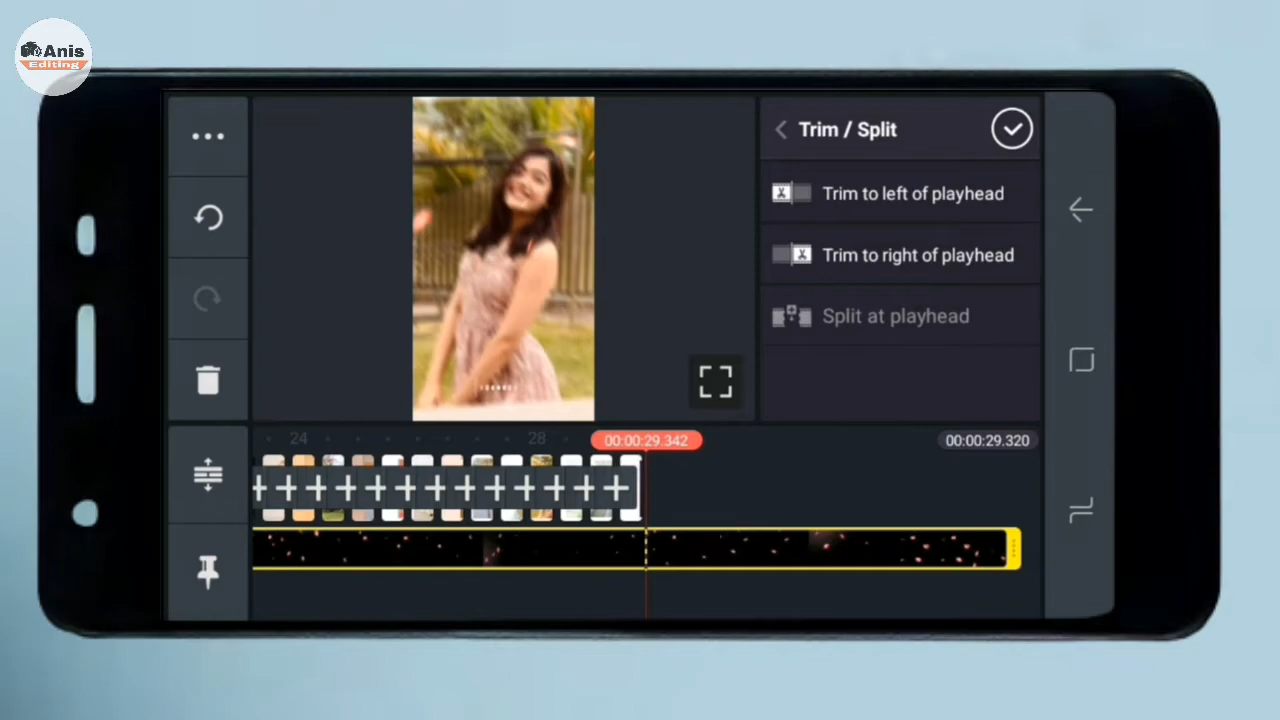 Anis
Editing
Trim / Split
Trim to left of playhead
Trim to right of playhead
Split at playhead
24
28
00:00:29.342
00:00:29.320